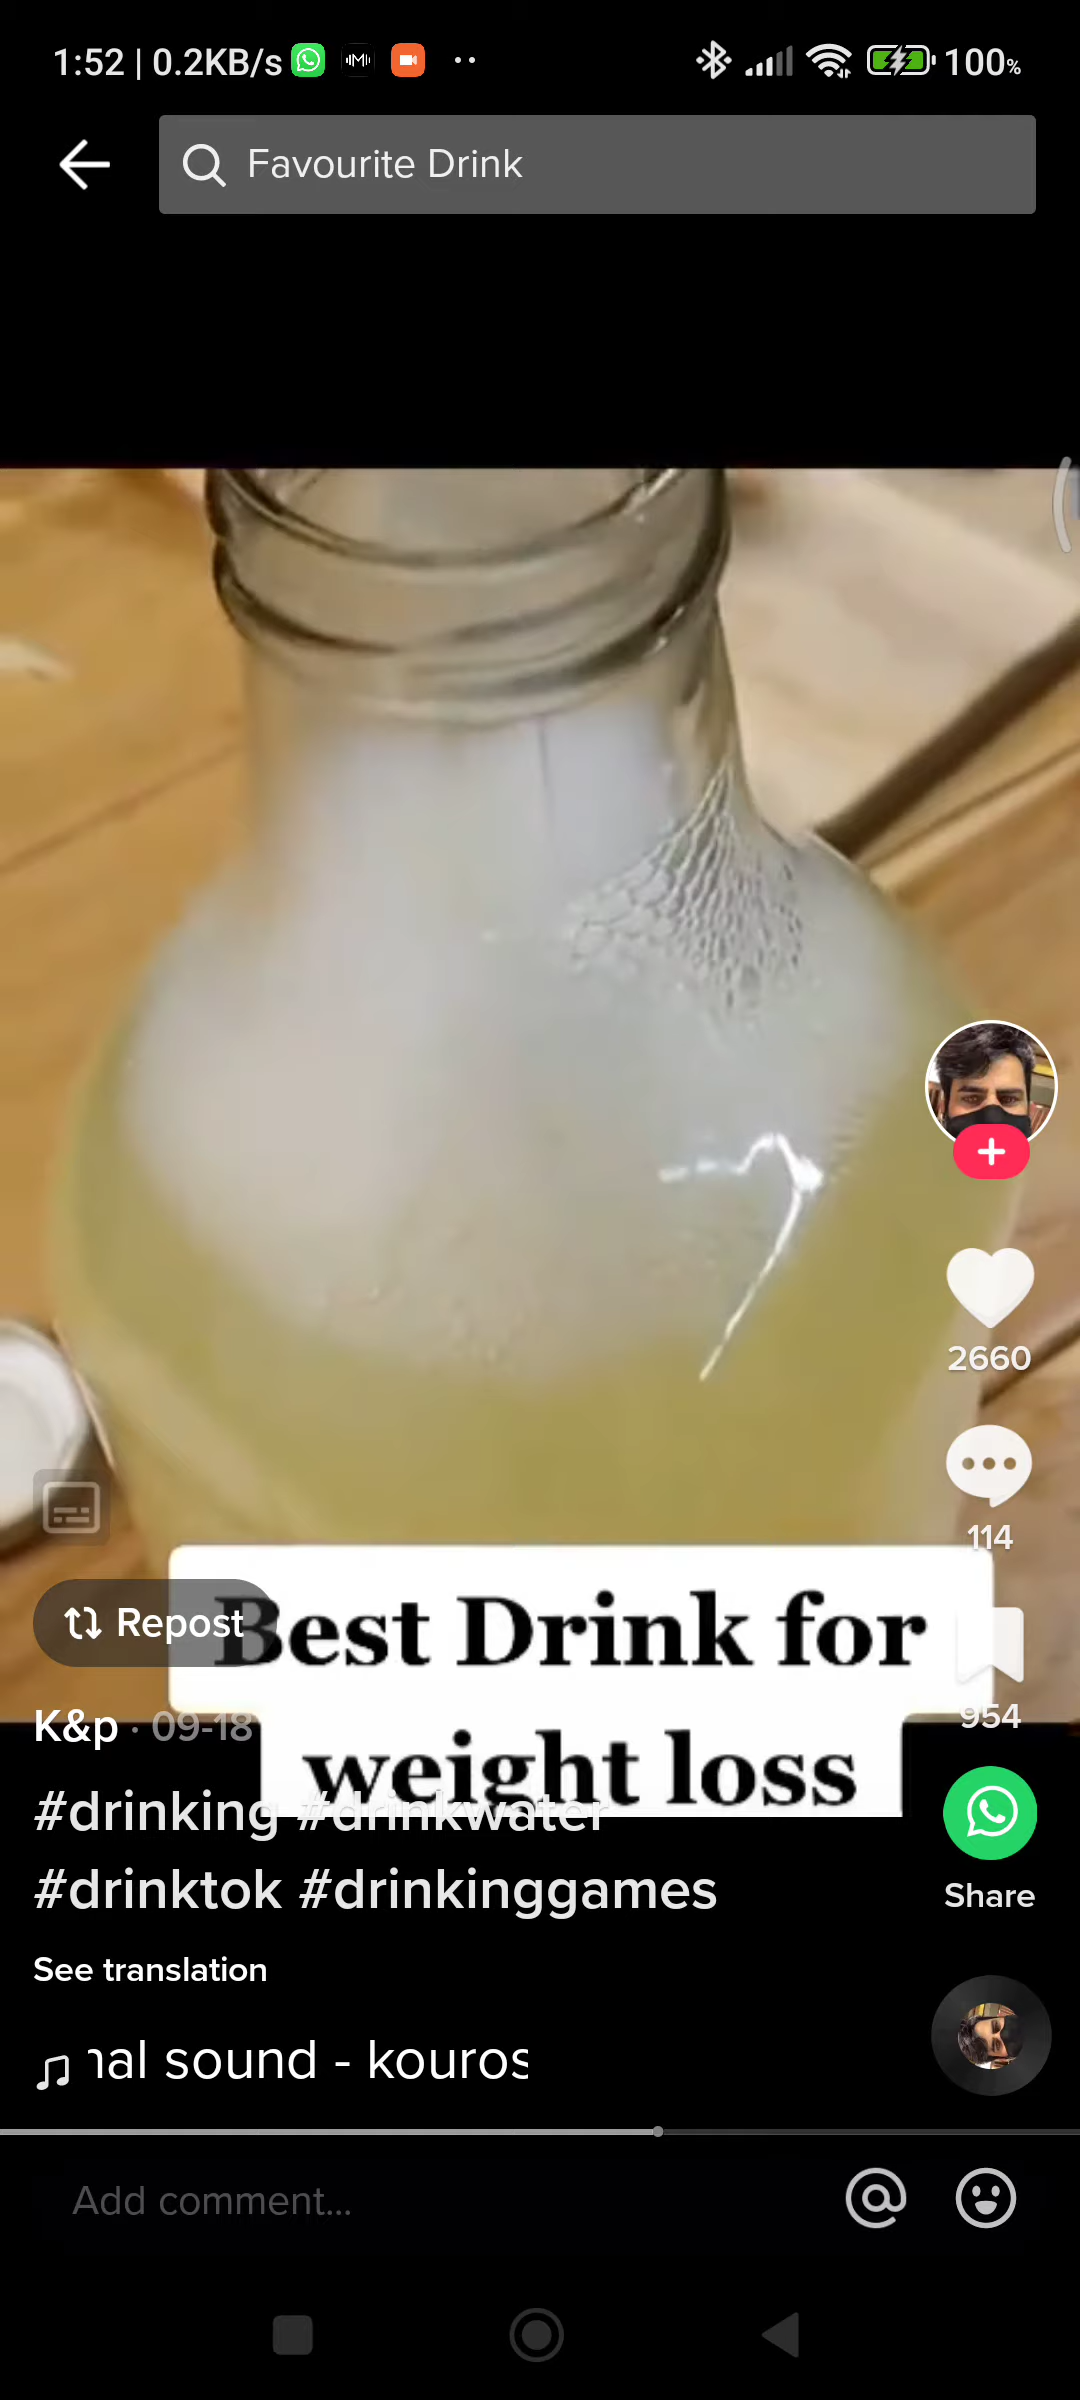 1:52 | 0.2KB/s
100%
Favourite Drink
2660
114
Best Drink for
Repost
954
K&p · 09-18
weight loss
#drinking #drinkwater
#drinktok #drinkinggames
Share
See translation
nal sound - kouros
Add comment...